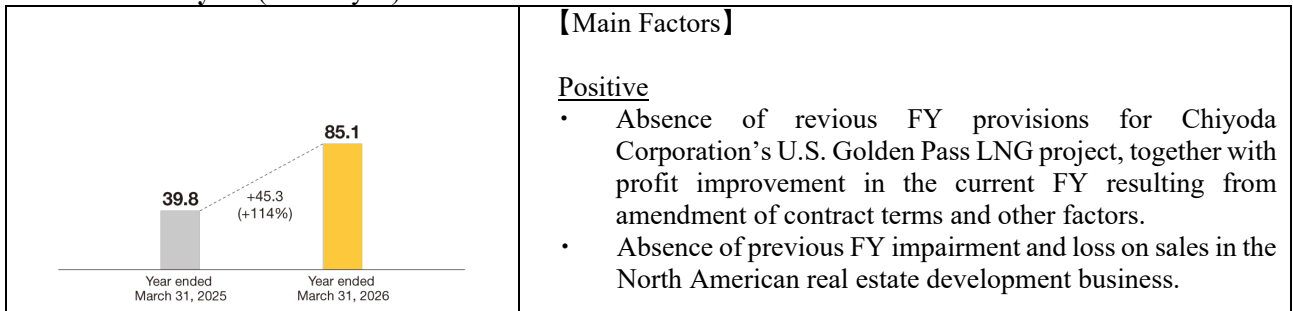 85.1
39.8
+45.3
(+114%)
Year ended
March 31, 2025
Year ended
March 31, 2026
【Main Factors】
Positive
・ Absence of revious FY provisions for Chiyoda
Corporation’s U.S. Golden Pass LNG project, together with
profit improvement in the current FY resulting from
amendment of contract terms and other factors.
・ Absence of previous FY impairment and loss on sales in the
North American real estate development business.